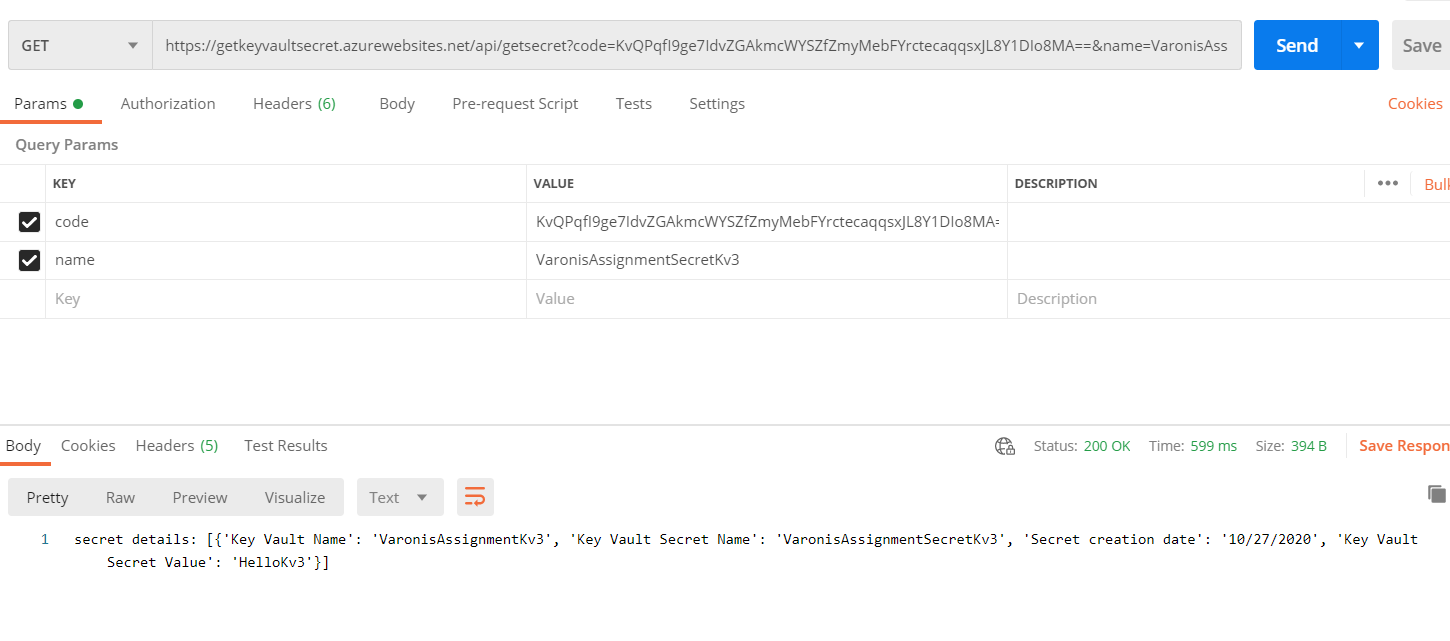 GET https://getkeyvaultsecret.azurewebsites.net/api/getsecret?code=KvQPqfI9ge7IdvZGAkmcWYSZfZmyMebFYrctecaqqsxJL8Y1DIo8MA==&name=VaronisAss Send Save
Params Authorization Headers (6) Body Pre-request Script Tests Settings Cookies
Query Params
KEY VALUE DESCRIPTION ••• Bulk
code KvQPqfI9ge7IdvZGAkmcWYSZfZmyMebFYrctecaqqsxJL8Y1DIo8MA=
name VaronisAssignmentSecretKv3
Key Value Description
Body Cookies Headers (5) Test Results Status: 200 OK Time: 599 ms Size: 394 B Save Respon
Pretty Raw Preview Visualize Text
1 secret details: [{'Key Vault Name': 'VaronisAssignmentKv3', 'Key Vault Secret Name': 'VaronisAssignmentSecretKv3', 'Secret creation date': '10/27/2020', 'Key Vault
Secret Value': 'HelloKv3'}]